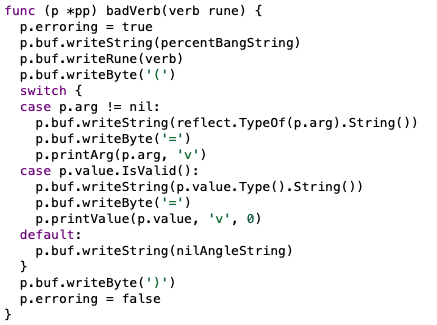 func (p *pp) badVerb(verb rune) {
  p.erroring = true
  p.buf.writeString(percentBangString)
  p.buf.writeRune(verb)
  p.buf.writeByte('(')
  switch {
  case p.arg != nil:
    p.buf.writeString(reflect.TypeOf(p.arg).String())
    p.buf.writeByte('=')
    p.printArg(p.arg, 'v')
  case p.value.IsValid():
    p.buf.writeString(p.value.Type().String())
    p.buf.writeByte('=')
    p.printValue(p.value, 'v', 0)
  default:
    p.buf.writeString(nilAngleString)
  }
  p.buf.writeByte(')')
  p.erroring = false
}